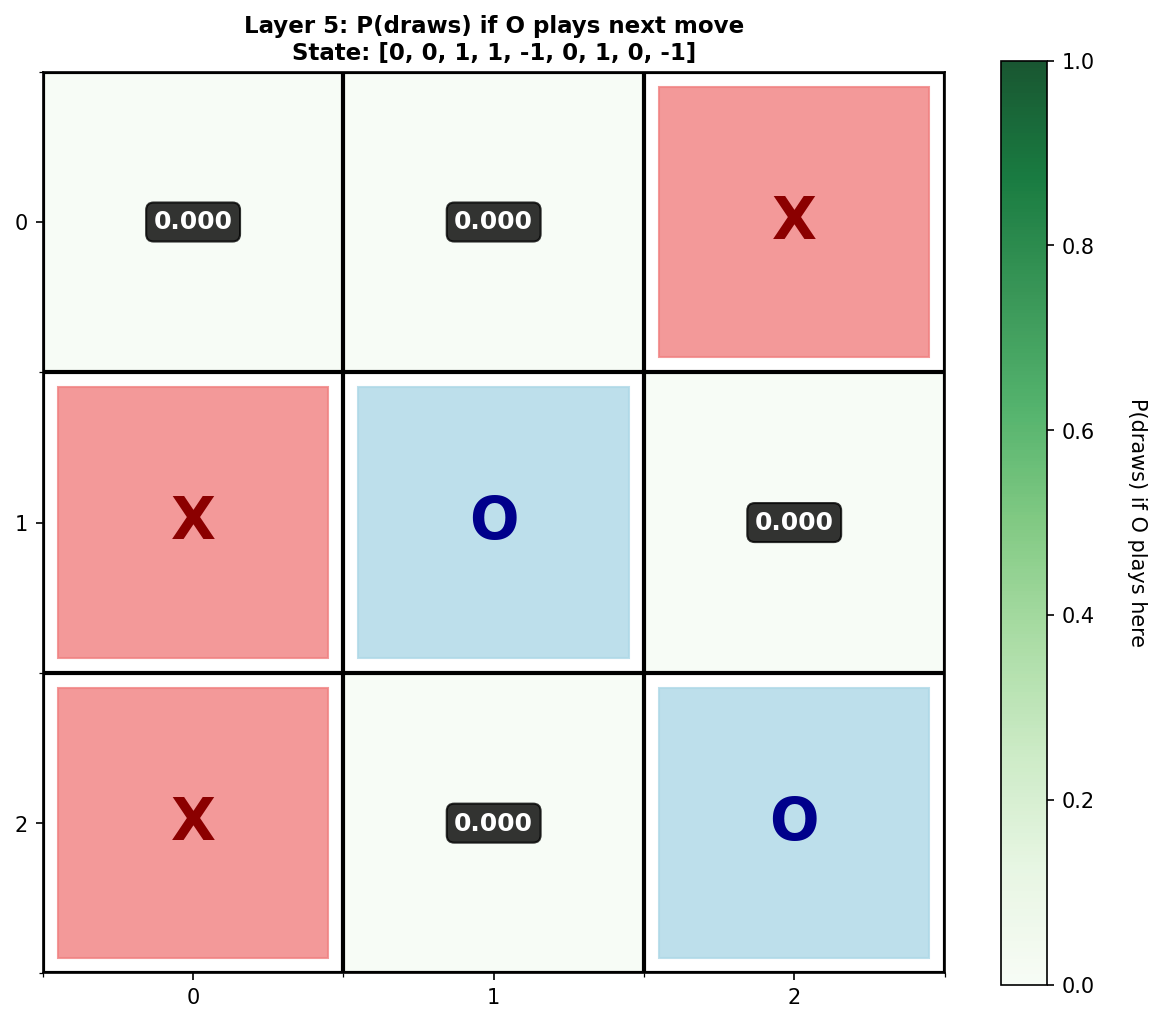 Layer 5: P(draws) if O plays next move
State: [0, 0, 1, 1, -1, 0, 1, 0, -1]
0
0.000
0.000
X
1
X
O
0.000
2
X
0.000
O
0
1
2
1.0
0.8
0.6
0.4
0.2
0.0
P(draws) if O plays here